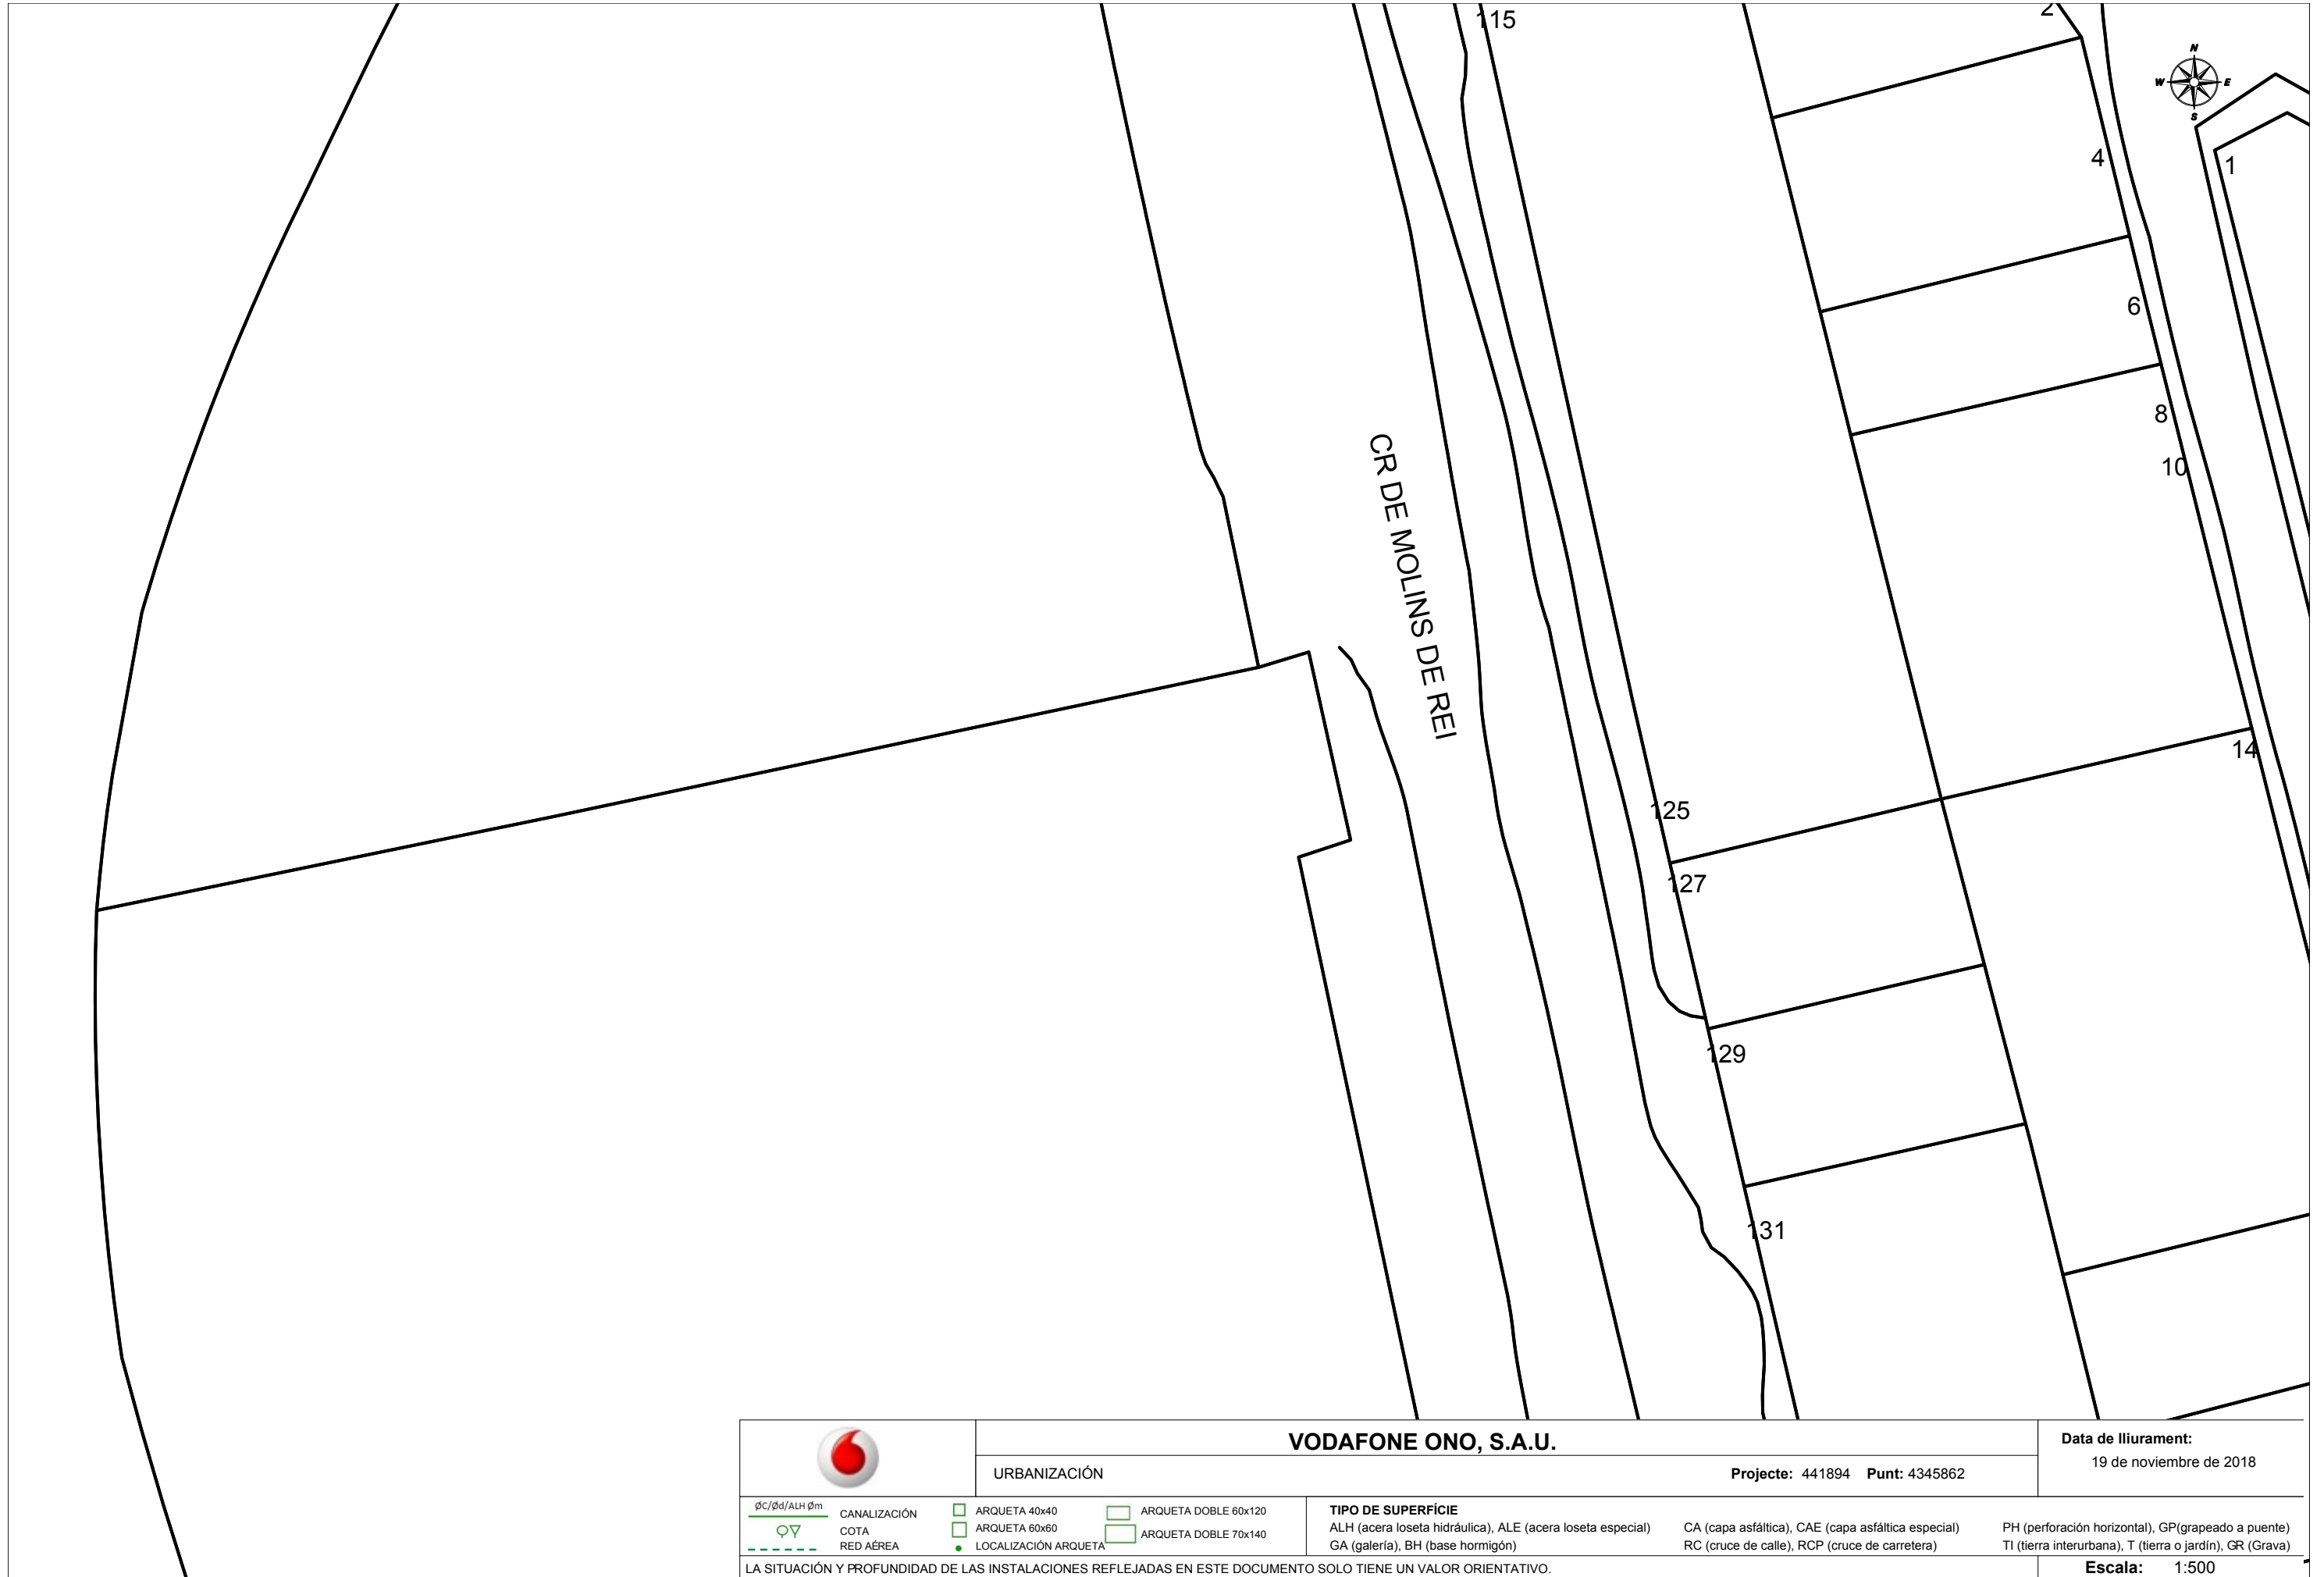 115
2
N
W E
S
4
1
6
8
10
CR DE MOLINS DE REI
14
125
127
129
131
VODAFONE ONO, S.A.U.
Data de lliurament:
19 de noviembre de 2018
URBANIZACIÓN
Projecte: 441894 Punt: 4345862
ØC/Ød/ALH Øm CANALIZACIÓN
COTA
RED AÉREA
ARQUETA 40x40
ARQUETA 60x60
LOCALIZACIÓN ARQUETA
ARQUETA DOBLE 60x120
ARQUETA DOBLE 70x140
TIPO DE SUPERFÍCIE
ALH (acera loseta hidráulica), ALE (acera loseta especial)
GA (galería), BH (base hormigón)
CA (capa asfáltica), CAE (capa asfáltica especial)
RC (cruce de calle), RCP (cruce de carretera)
PH (perforación horizontal), GP(grapeado a puente)
TI (tierra interurbana), T (tierra o jardín), GR (Grava)
LA SITUACIÓN Y PROFUNDIDAD DE LAS INSTALACIONES REFLEJADAS EN ESTE DOCUMENTO SOLO TIENE UN VALOR ORIENTATIVO.
Escala: 1:500